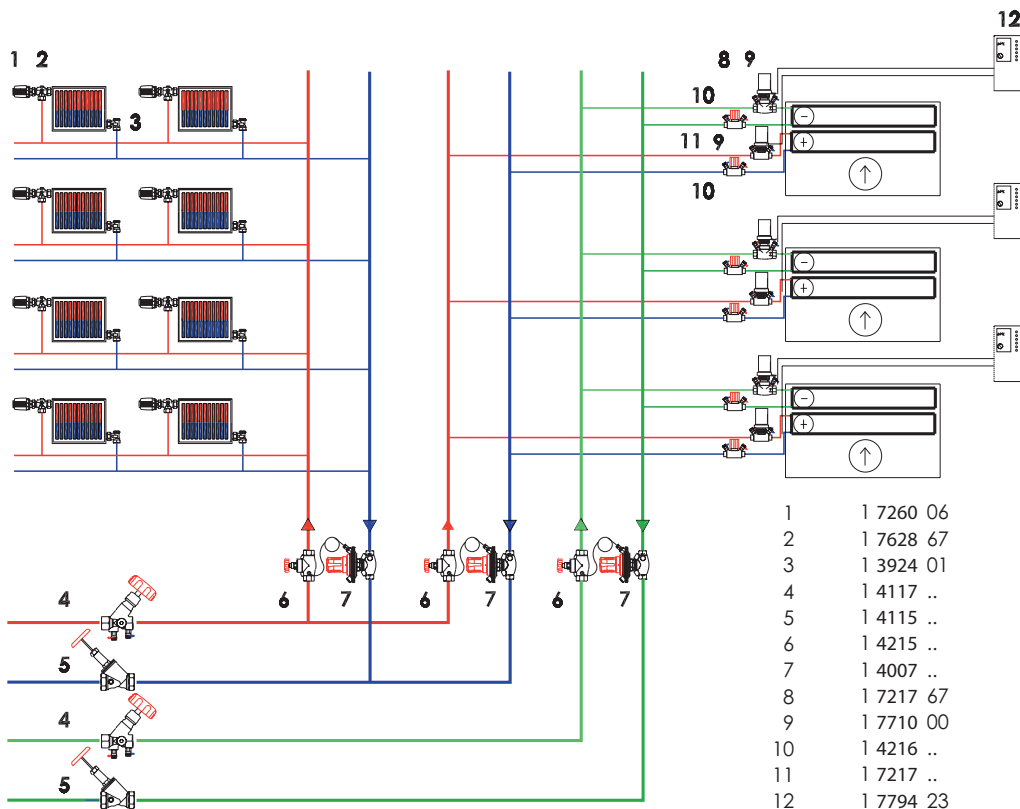 12
1 2
8 9
10
3
11 9
10
6 7 6 7 6 7
4
5
4
5
1 1 7260 06
2 1 7628 67
3 1 3924 01
4 1 4117 ..
5 1 4115 ..
6 1 4215 ..
7 1 4007 ..
8 1 7217 67
9 1 7710 00
10 1 4216 ..
11 1 7217 ..
12 1 7794 23